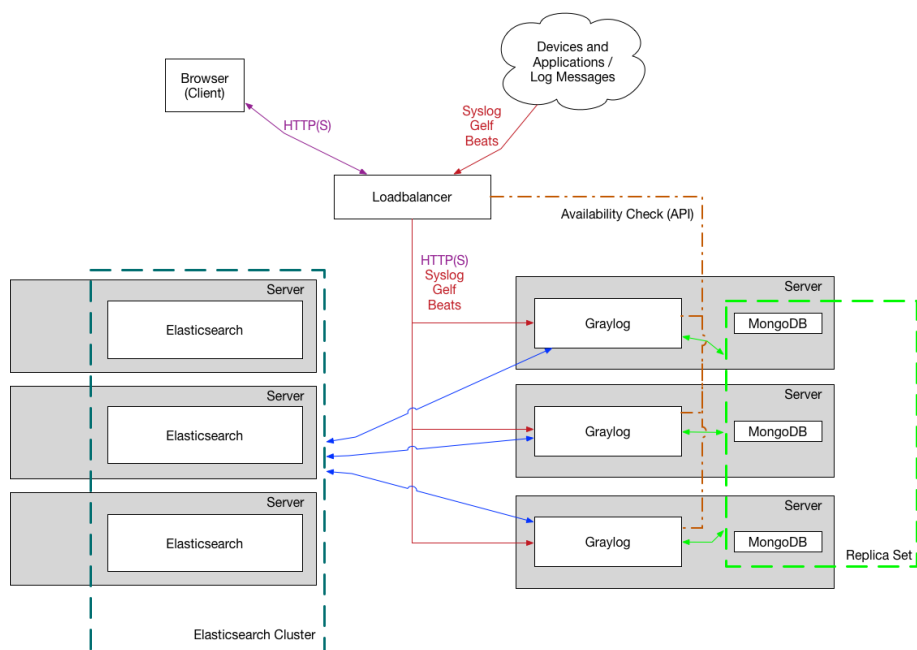 Devices and
Applications /
Log Messages
Browser
(Client)
HTTP(S)
Syslog
Gelf
Beats
Loadbalancer
Availability Check (API)
HTTP(S)
Syslog
Gelf
Beats
Server
Elasticsearch
Server
Graylog
MongoDB
Server
Elasticsearch
Server
Graylog
MongoDB
Server
Elasticsearch
Server
Graylog
MongoDB
Replica Set
Elasticsearch Cluster